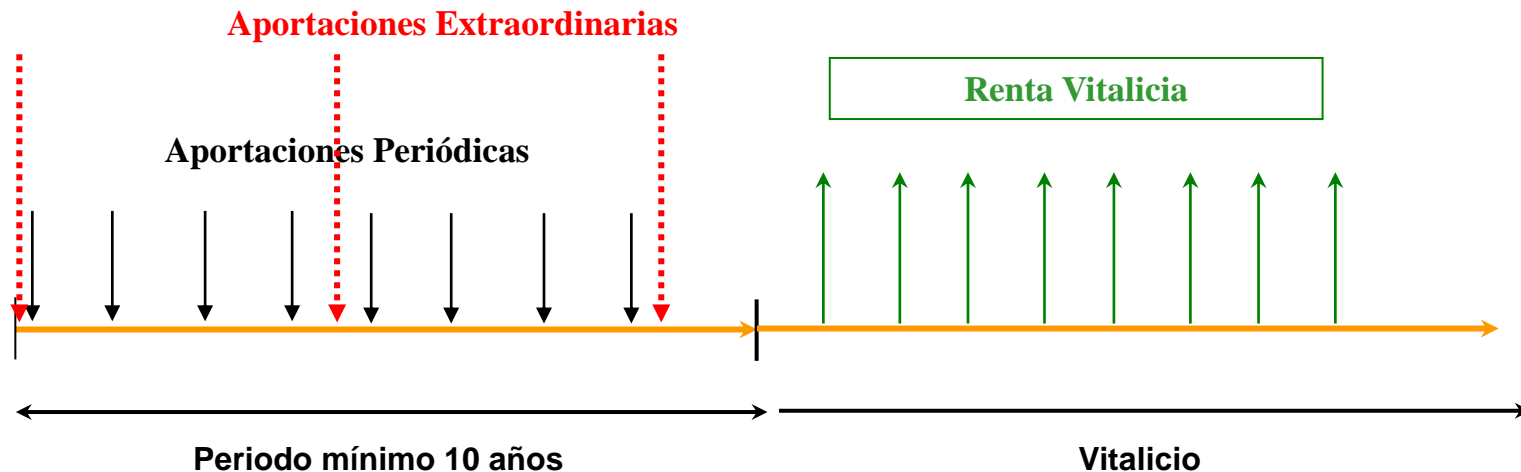 Aportaciones Extraordinarias
Renta Vitalicia
Aportaciones Periódicas
Periodo mínimo 10 años
Vitalicio